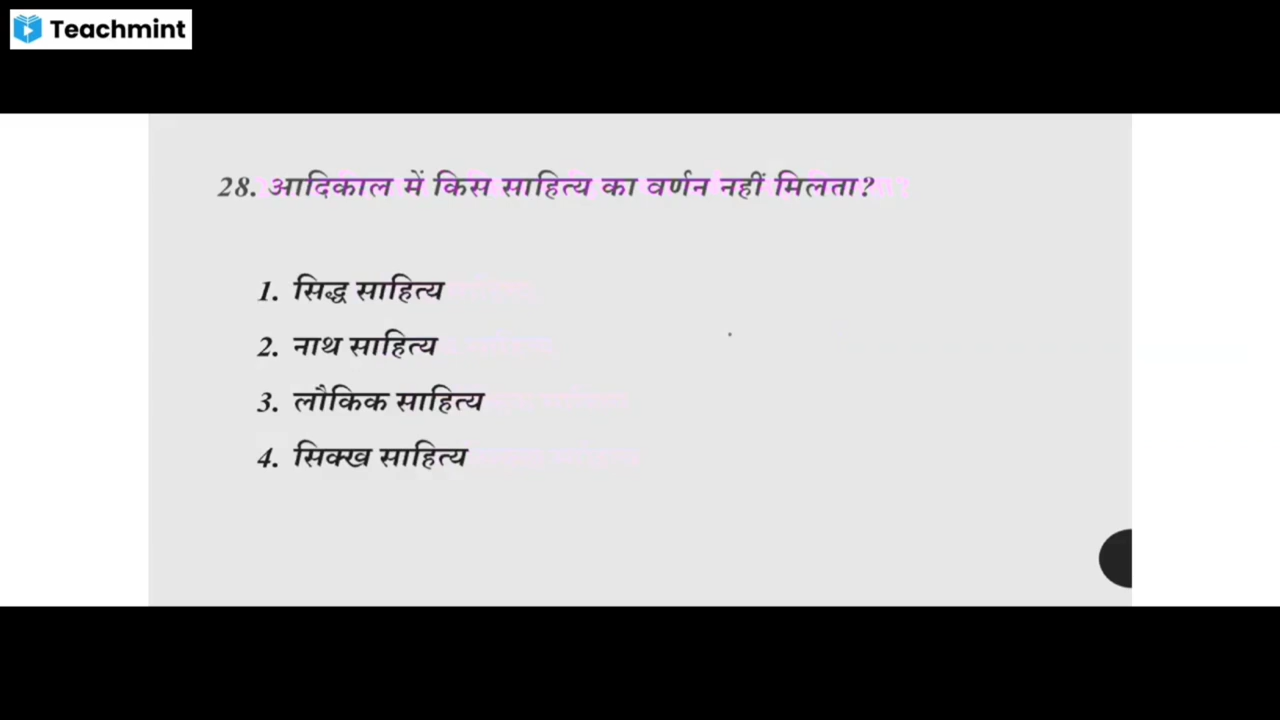 Teachmint
28. आदिकाल में किस साहित्य का वर्णन नहीं मिलता?
1. सिद्ध साहित्य
2. नाथ साहित्य
3. लौकिक साहित्य
4. सिक्ख साहित्य